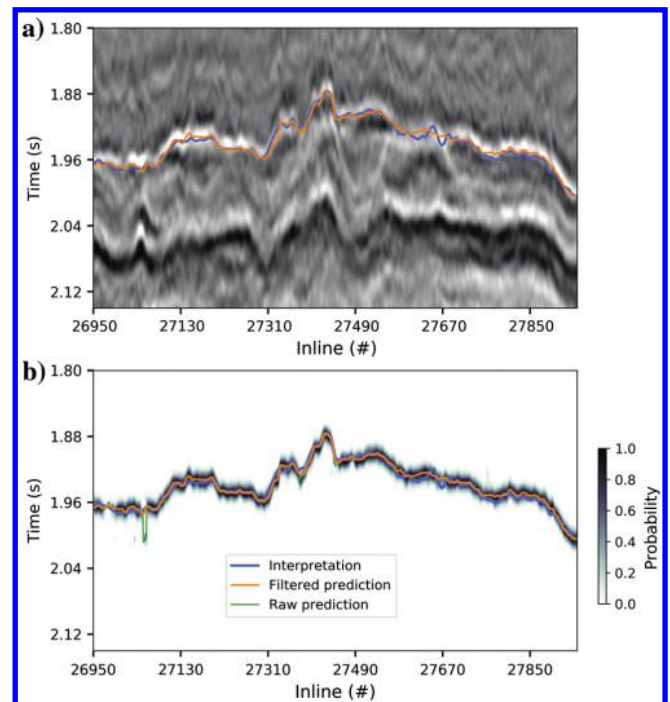 a)
1.80
1.88
1.96
2.04
2.12
Time (s)
26950 27130 27310 27490 27670 27850
Inline (#)
b)
1.80
1.88
1.96
2.04
2.12
Time (s)
Interpretation
Filtered prediction
Raw prediction
1.0
0.8
0.6
0.4
0.2
0.0
Probability
26950 27130 27310 27490 27670 27850
Inline (#)